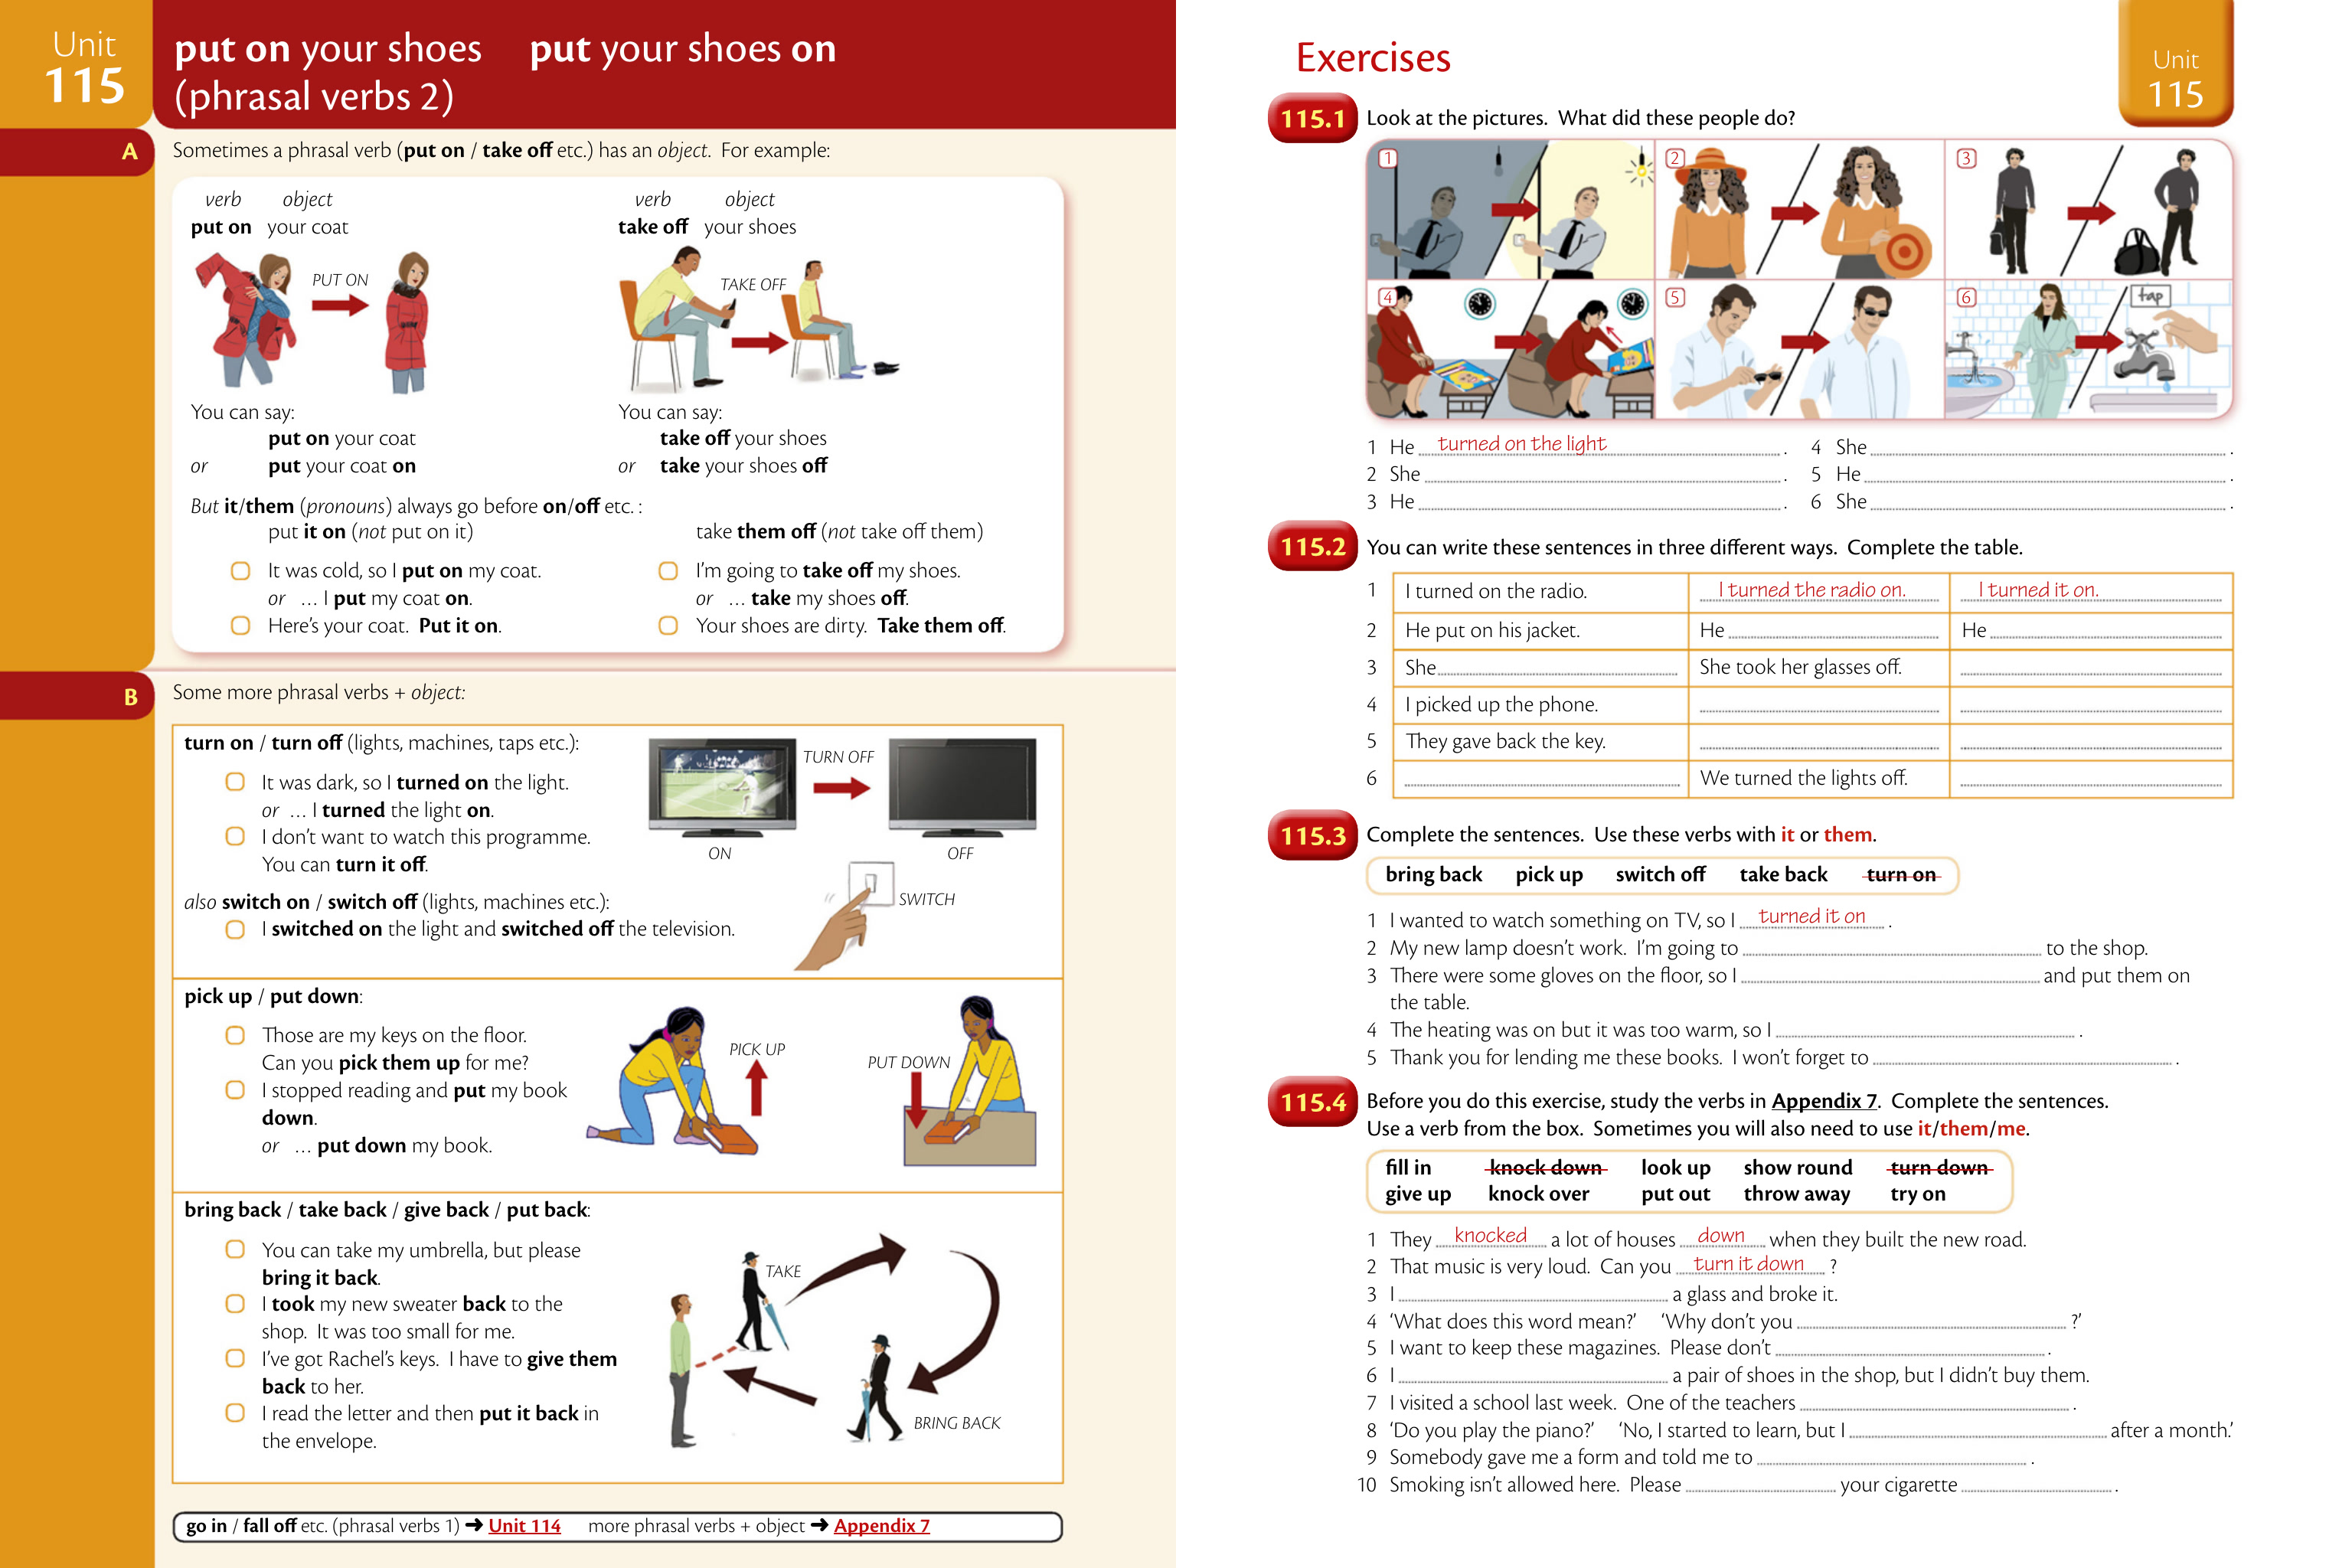 Unit
115
put on your shoes put your shoes on
(phrasal verbs 2)
A
Sometimes a phrasal verb (put on / take off etc.) has an object. For example:
verb object
put on your coat
PUT ON
You can say:
put on your coat
or put your coat on
verb object
take off your shoes
TAKE OFF
You can say:
take off your shoes
or take your shoes off
But it/them (pronouns) always go before on/off etc. :
put it on (not put on it)
take them off (not take off them)
It was cold, so I put on my coat.
or … I put my coat on.
Here's your coat. Put it on.
I'm going to take off my shoes.
or … take my shoes off.
Your shoes are dirty. Take them off.
B
Some more phrasal verbs + object:
turn on / turn off (lights, machines, taps etc.):
It was dark, so I turned on the light.
or … I turned the light on.
I don't want to watch this programme.
You can turn it off.
TURN OFF
ON
OFF
also switch on / switch off (lights, machines etc.):
I switched on the light and switched off the television.
SWITCH
pick up / put down:
Those are my keys on the floor.
Can you pick them up for me?
I stopped reading and put my book
down.
or … put down my book.
PICK UP
PUT DOWN
bring back / take back / give back / put back:
You can take my umbrella, but please
bring it back.
I took my new sweater back to the
shop. It was too small for me.
I've got Rachel's keys. I have to give them
back to her.
I read the letter and then put it back in
the envelope.
TAKE
BRING BACK
go in / fall off etc. (phrasal verbs 1) ➜ Unit 114 more phrasal verbs + object ➜ Appendix 7
Exercises
Unit
115
115.1 Look at the pictures. What did these people do?
1
2
3
4
5
6
tap
1 He turned on the light .
2 She .
3 He .
4 She .
5 He .
6 She .
115.2 You can write these sentences in three different ways. Complete the table.
1 I turned on the radio. I turned the radio on. I turned it on.
2 He put on his jacket. He He
3 She She took her glasses off.
4 I picked up the phone.
5 They gave back the key.
6 We turned the lights off.
115.3 Complete the sentences. Use these verbs with it or them.
bring back pick up switch off take back turn on
1 I wanted to watch something on TV, so I turned it on .
2 My new lamp doesn't work. I'm going to to the shop.
3 There were some gloves on the floor, so I and put them on
the table.
4 The heating was on but it was too warm, so I .
5 Thank you for lending me these books. I won't forget to .
115.4 Before you do this exercise, study the verbs in Appendix 7. Complete the sentences.
Use a verb from the box. Sometimes you will also need to use it/them/me.
fill in knock down look up show round turn down
give up knock over put out throw away try on
1 They knocked a lot of houses down when they built the new road.
2 That music is very loud. Can you turn it down ?
3 I a glass and broke it.
4 ‘What does this word mean?’ ‘Why don't you ?’
5 I want to keep these magazines. Please don't .
6 I a pair of shoes in the shop, but I didn't buy them.
7 I visited a school last week. One of the teachers .
8 ‘Do you play the piano?’ ‘No, I started to learn, but I after a month.’
9 Somebody gave me a form and told me to .
10 Smoking isn't allowed here. Please your cigarette .